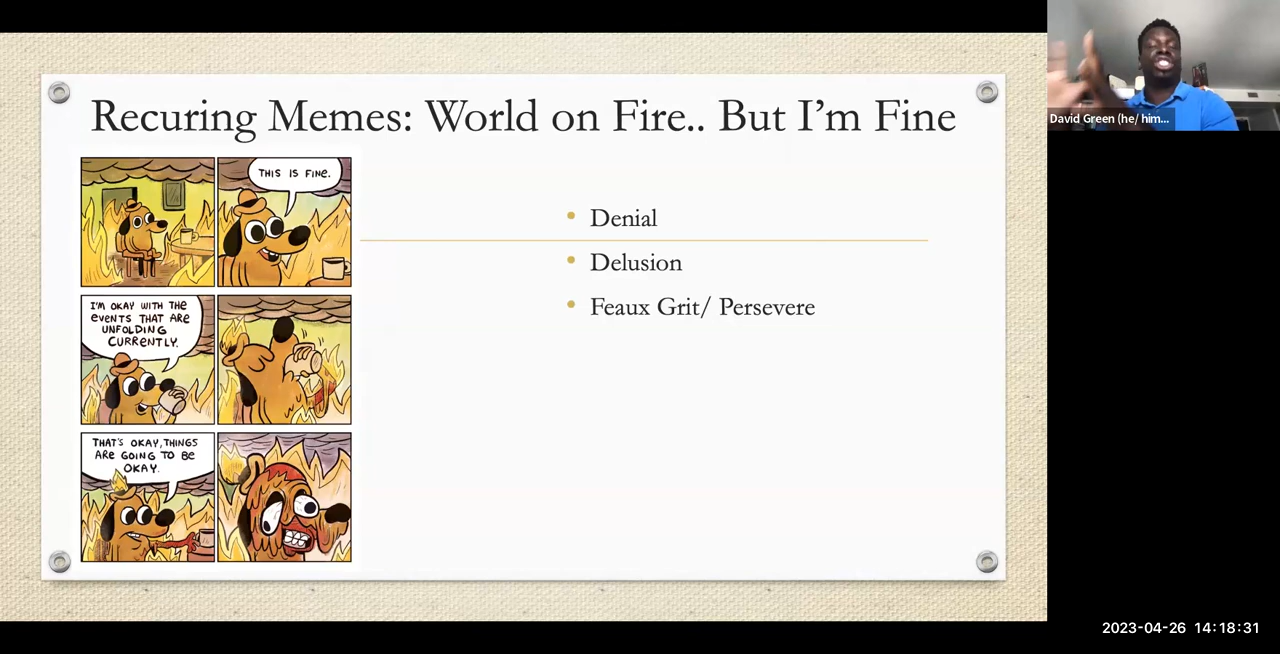 Recuring Memes: World on Fire.. But I’m Fine
THIS IS FINE.
I'M OKAY WITH THE
EVENTS THAT ARE
UNFOLDING
CURRENTLY.
THAT'S OKAY, THINGS
ARE GOING TO BE
OKAY.
• Denial
• Delusion
• Feaux Grit/ Persevere
David Green (he/ him...
2023-04-26 14:18:31